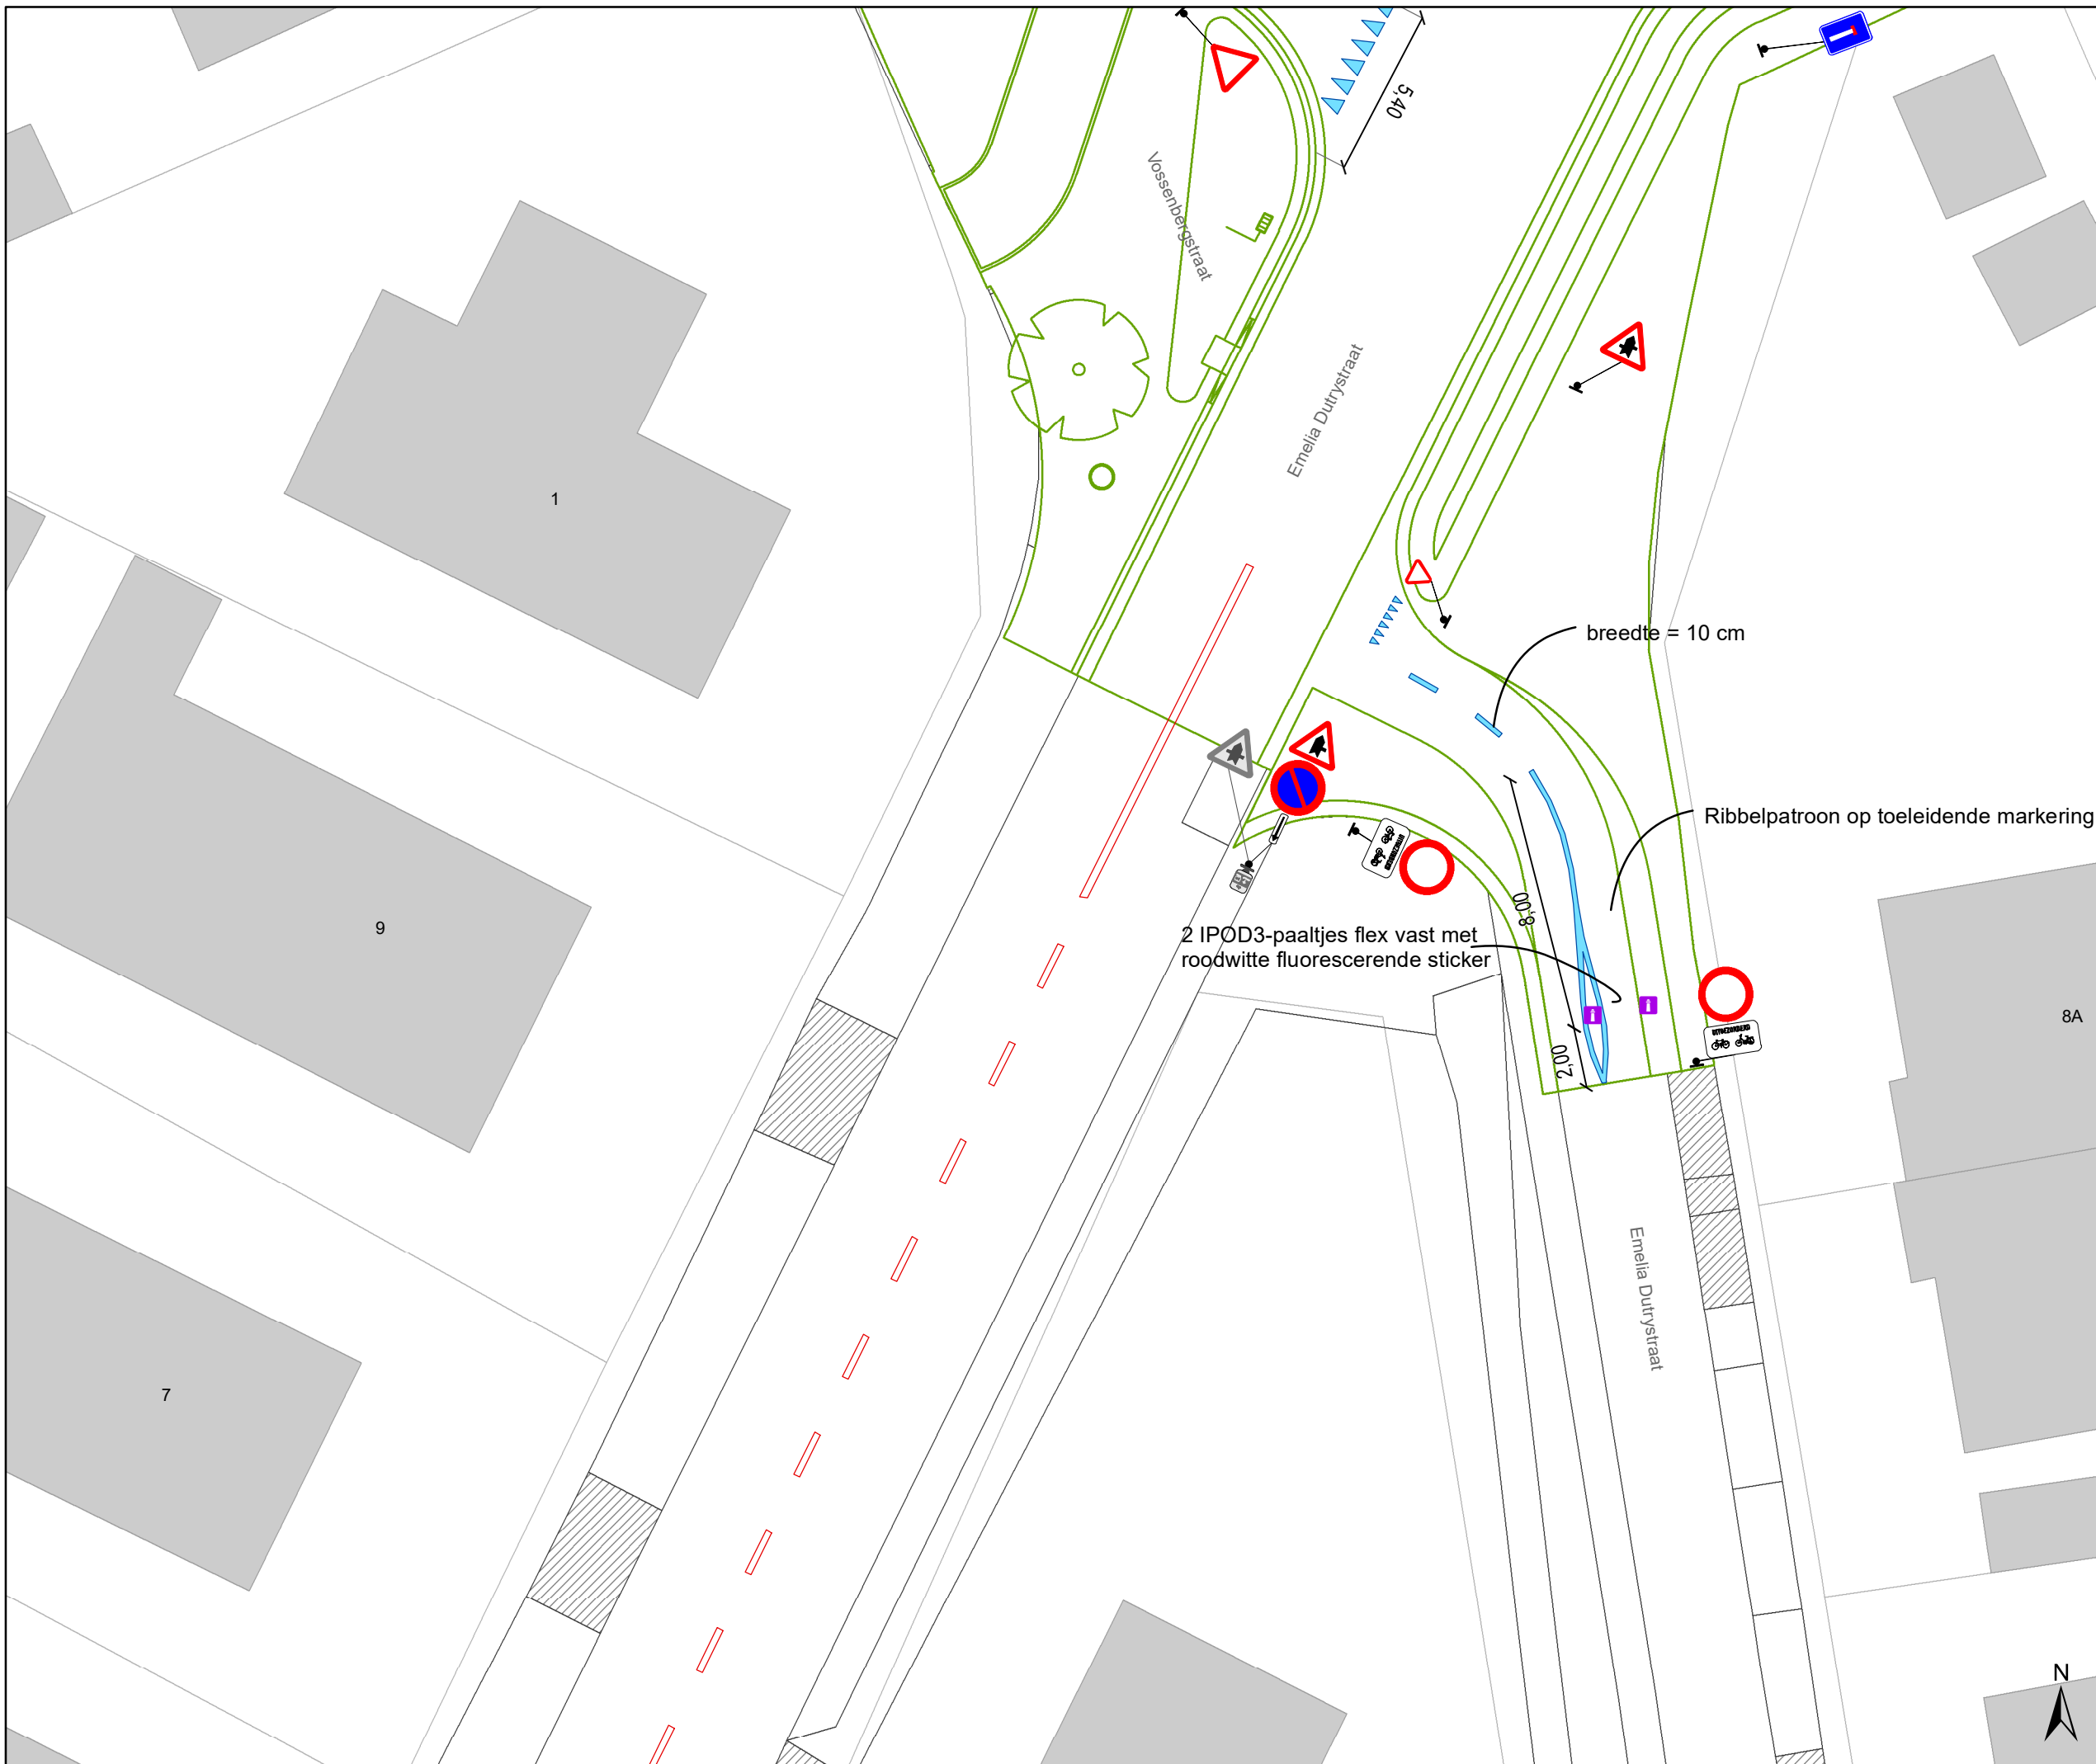 5,40
Vossenbergstraat
Emelia Dutrystraat
1
breedte = 10 cm
Ribbelpatroon op toeleidende markering
8,00
9
2 IPOD3-paaltjes flex vast met
roodwitte fluorescerende sticker
UITGEZONDERD
8A
2,00
Emelia Dutrystraat
7
N